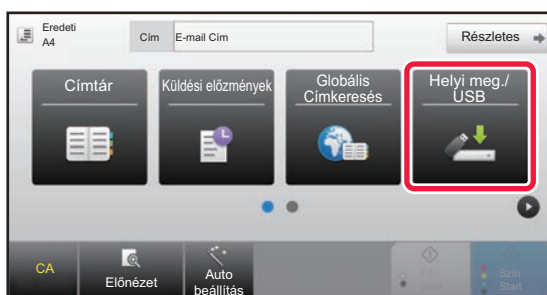 Eredeti
A4
Cím
E-mail Cím
Részletes
Címtár
Küldési előzmények
Globális
Címkeresés
Helyi meg./
USB
CA
Előnézet
Auto
beállítás
Szín
Start
Start